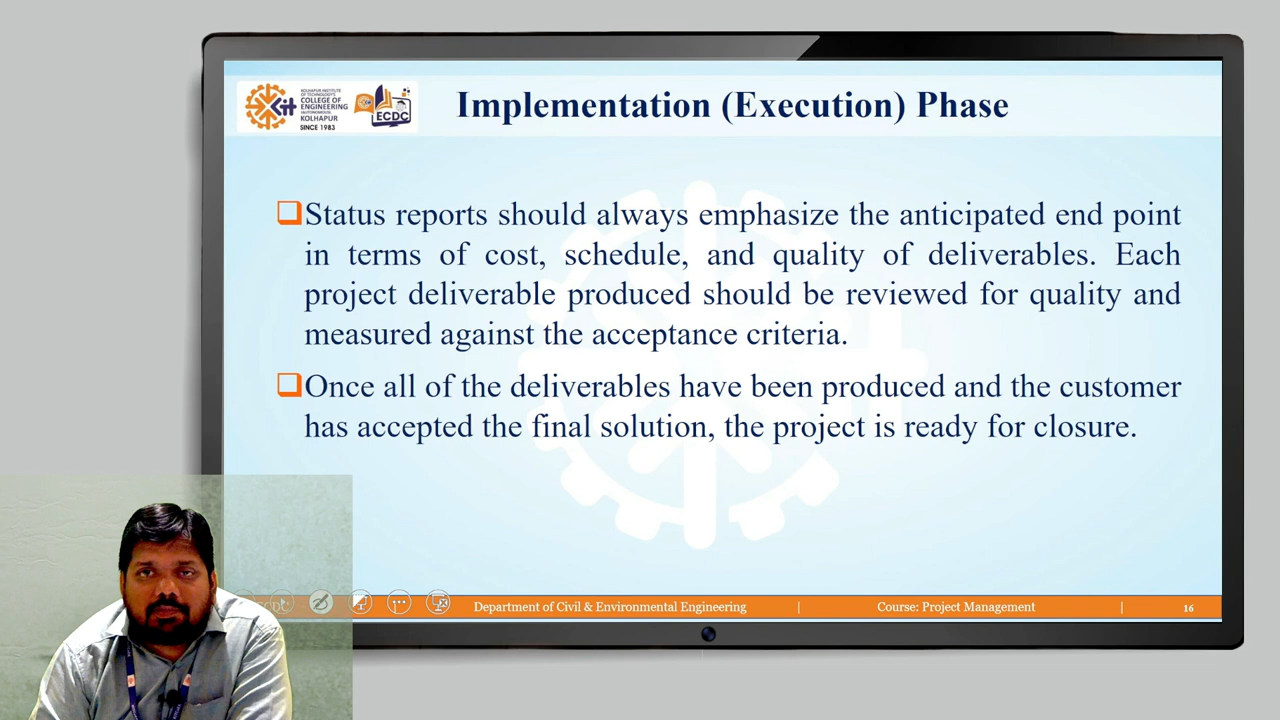 Implementation (Execution) Phase
KOLHAPUR INSTITUTE
OF TECHNOLOGY'S
COLLEGE OF
ENGINEERING
(AUTONOMOUS),
KOLHAPUR
SINCE 1983
ECDC
Status reports should always emphasize the anticipated end point
in terms of cost, schedule, and quality of deliverables. Each
project deliverable produced should be reviewed for quality and
measured against the acceptance criteria.
Once all of the deliverables have been produced and the customer
has accepted the final solution, the project is ready for closure.
Department of Civil & Environmental Engineering | Course: Project Management | 16